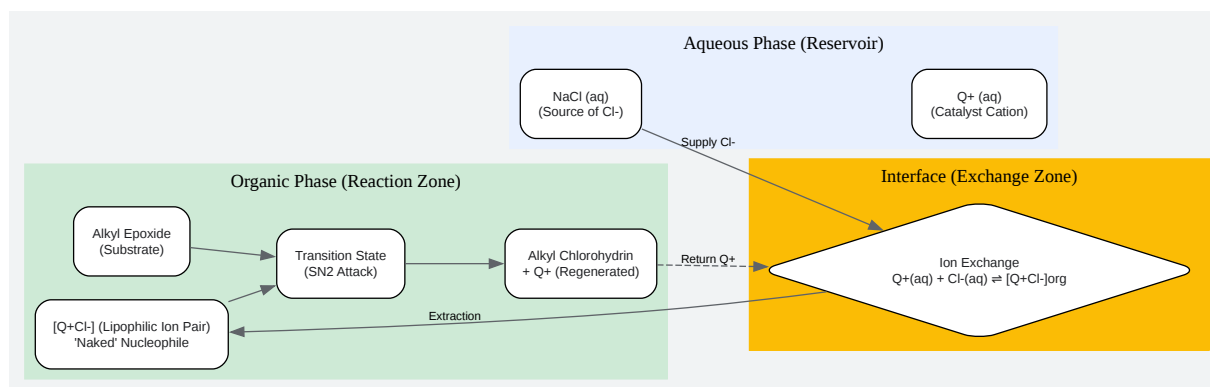 Aqueous Phase (Reservoir)
NaCl (aq)
(Source of Cl-)
Q+ (aq)
(Catalyst Cation)
Supply Cl-
Organic Phase (Reaction Zone)
Interface (Exchange Zone)
Alkyl Epoxide
(Substrate)
Transition State
(SN2 Attack)
Alkyl Chlorohydrin
+ Q+ (Regenerated)
Return Q+
Ion Exchange
Q+(aq) + Cl-(aq) ⇌ [Q+Cl-]org
[Q+Cl-] (Lipophilic Ion Pair)
'Naked' Nucleophile
Extraction